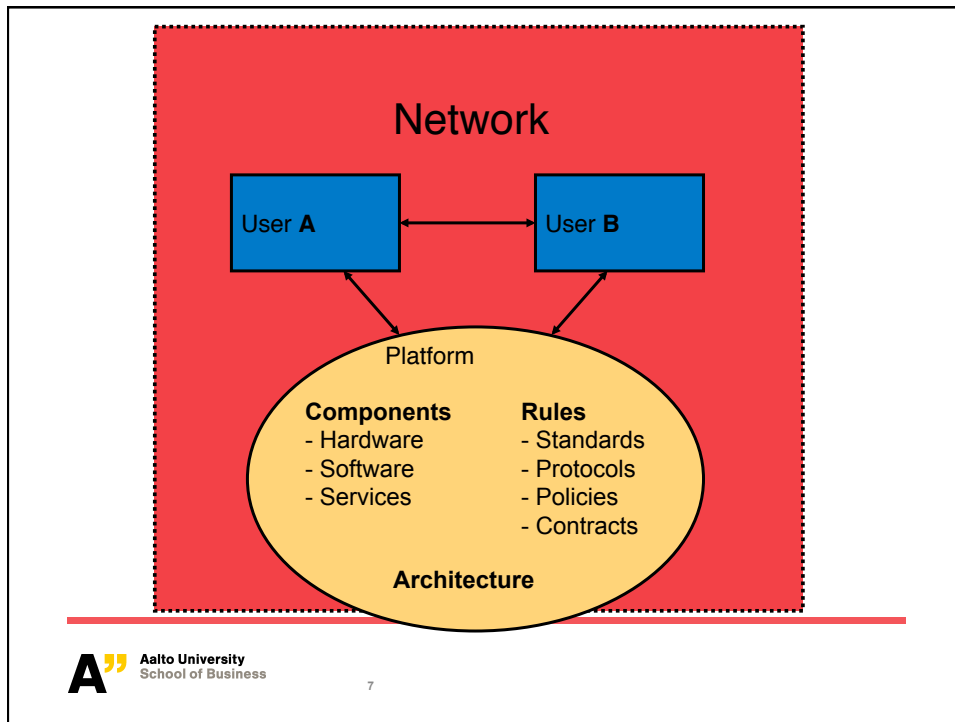 Network
User A
User B
Platform
Components
- Hardware
- Software
- Services
Rules
- Standards
- Protocols
- Policies
- Contracts
Architecture
A”
Aalto University
School of Business
7